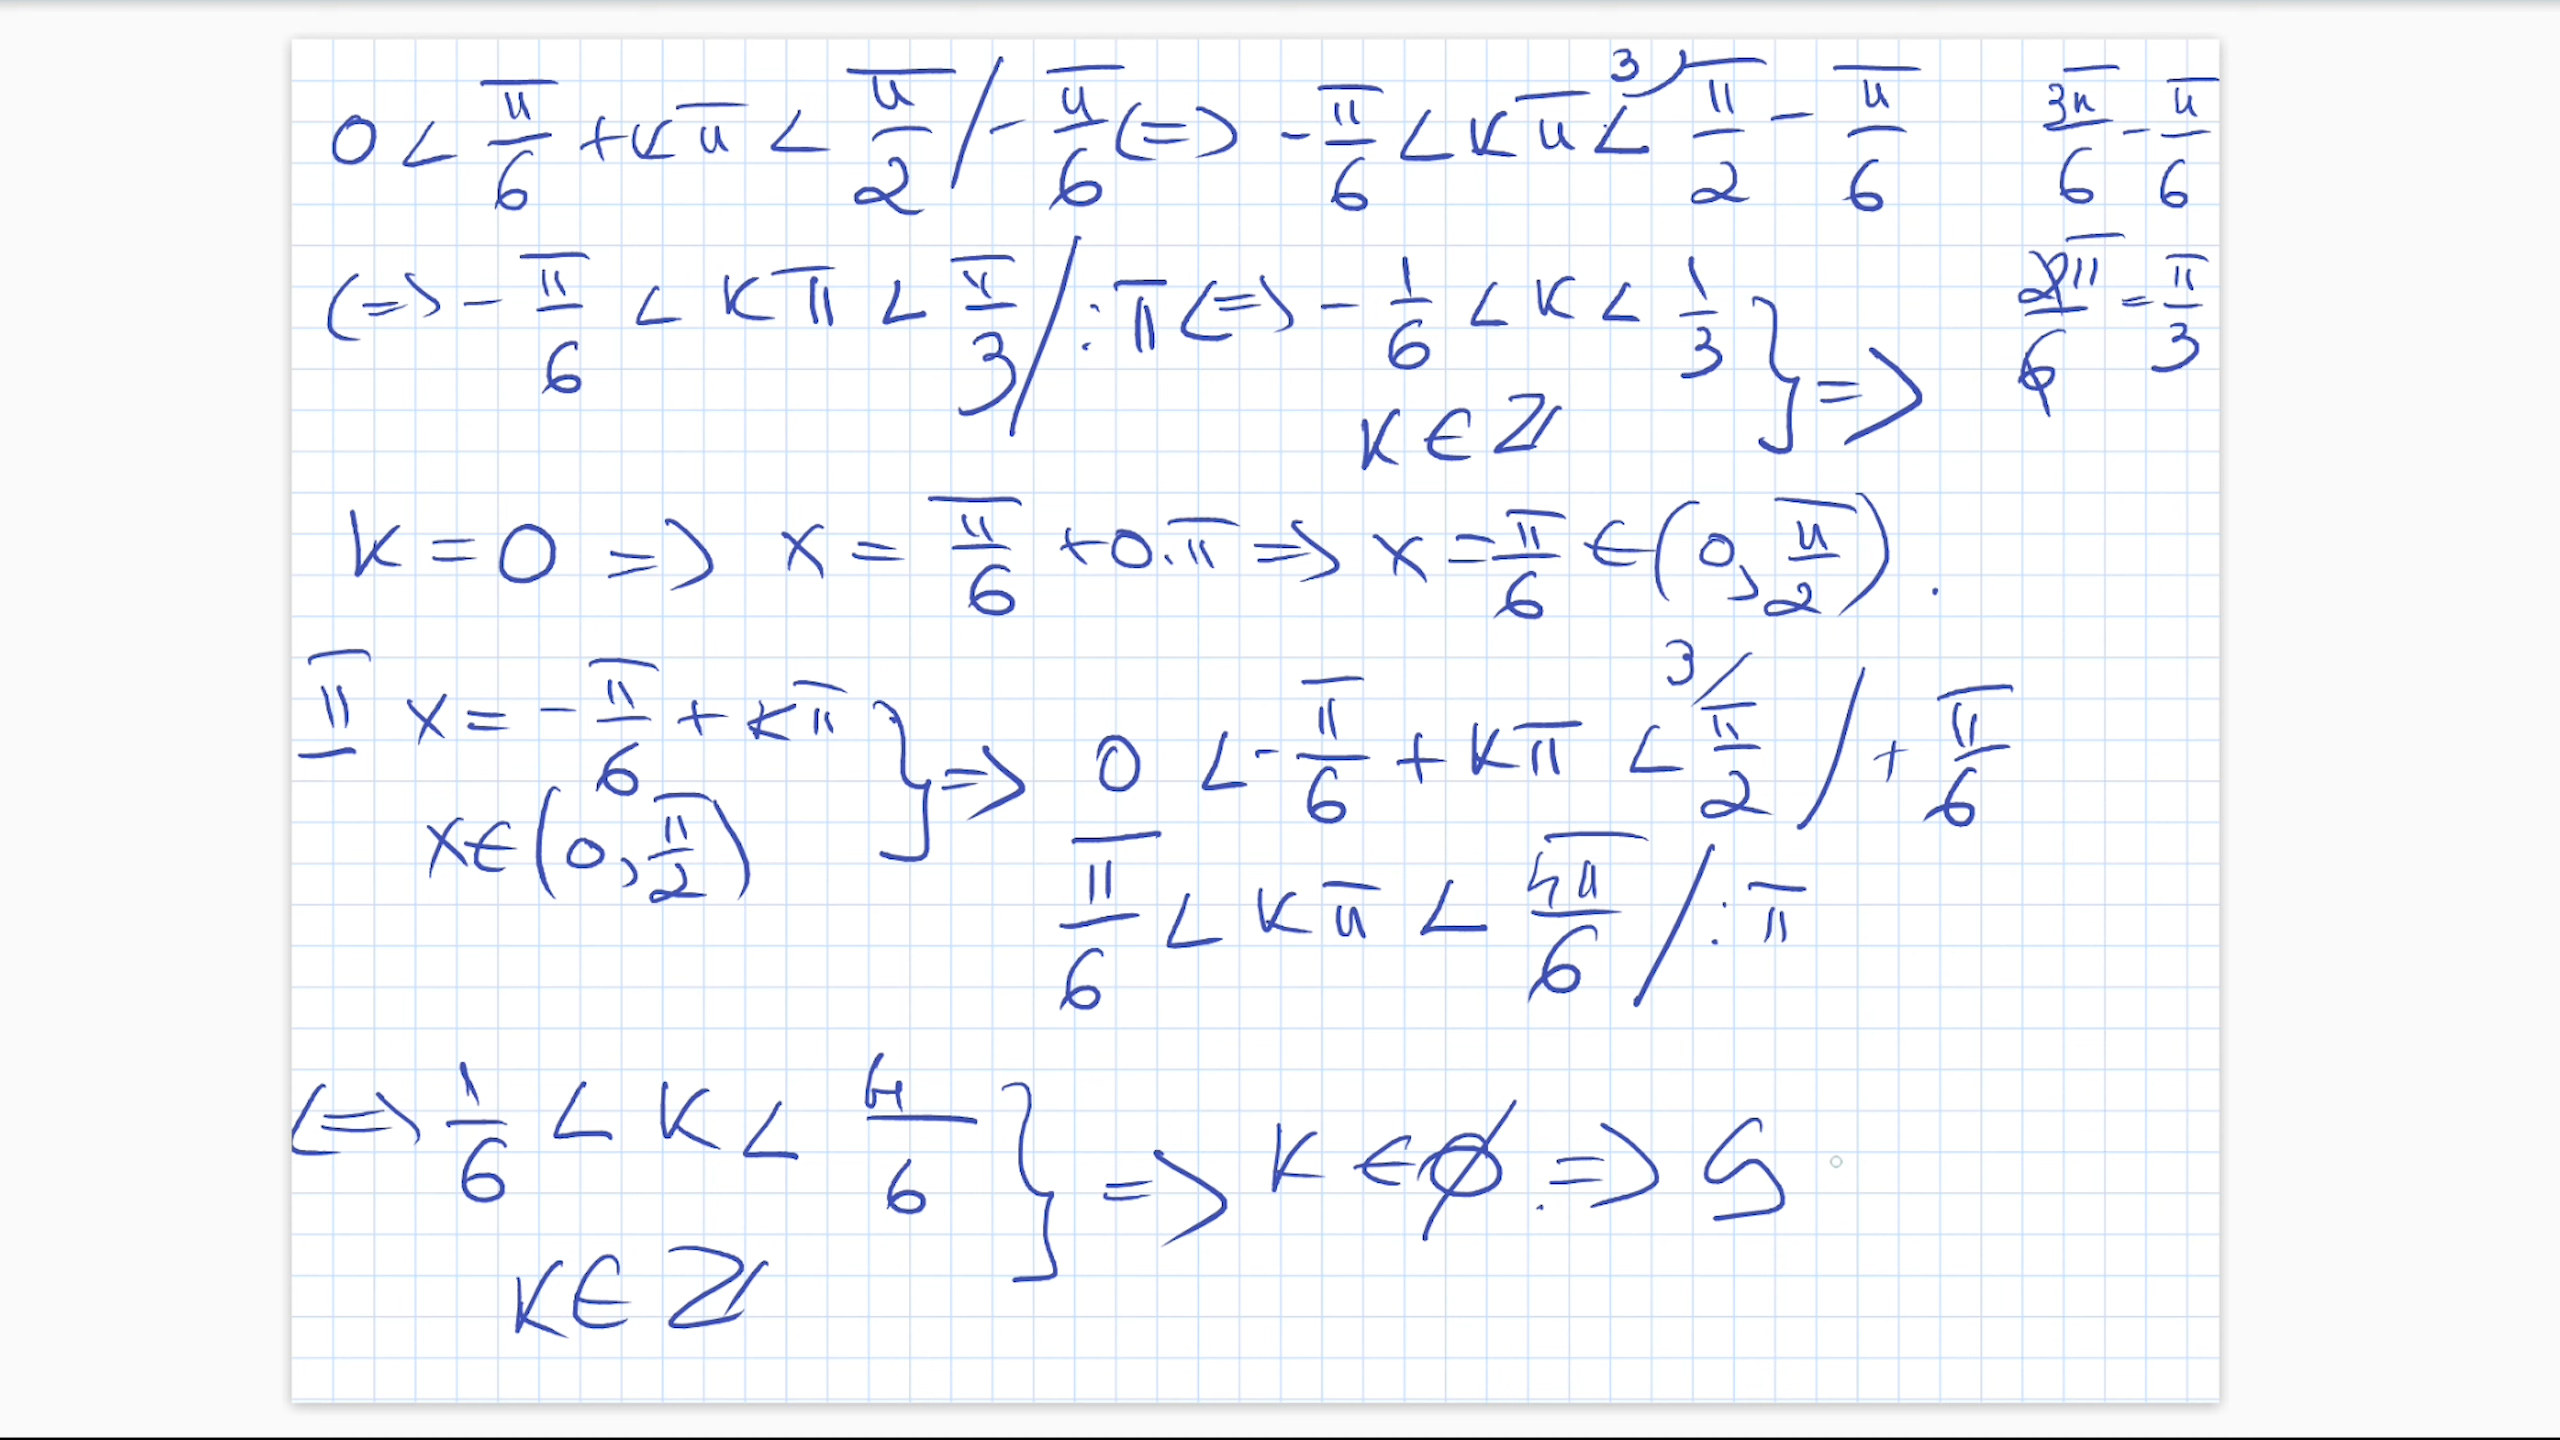 0 < π/6 + kπ < π/2 / - π/6 (=) -π/6 < kπ < 3) π/2 - π/6 3π/6 - π/6
(=) - π/6 < kπ < π/3 / : π (=) - 1/6 < k < 1/3 } => 2π/6 = π/3
k ∈ ℤ
k = 0 => x = π/6 + 0.π => x = π/6 ∈ (0, π/2) .
II x = - π/6 + kπ } => 0 < - π/6 + kπ < 3/ π/2 / + π/6
x ∈ (0, π/2)
π/6 < kπ < 4π/6 / : π
(=) 1/6 < k < 4/6 } => k ∈ ∅ . => S
k ∈ ℤ